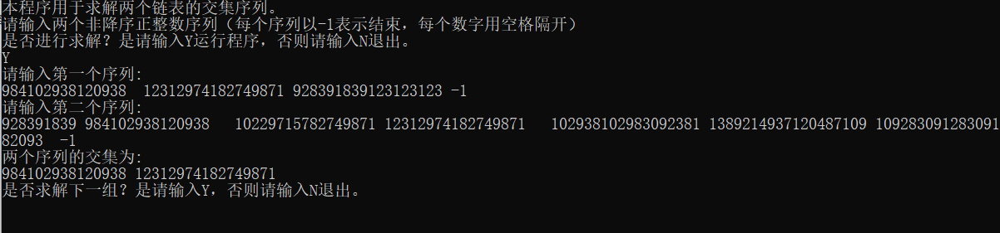 本程序用于求解两个链表的交集序列。
请输入两个非降序正整数序列（每个序列以-1表示结束，每个数字用空格隔开）
是否进行求解？是请输入Y运行程序，否则请输入N退出。
Y
请输入第一个序列:
984102938120938  12312974182749871 928391839123123123 -1
请输入第二个序列:
928391839 984102938120938   10229715782749871 12312974182749871   102938102983092381 1389214937120487109 109283091283091
82093  -1
两个序列的交集为:
984102938120938 12312974182749871
是否求解下一组？是请输入Y，否则请输入N退出。